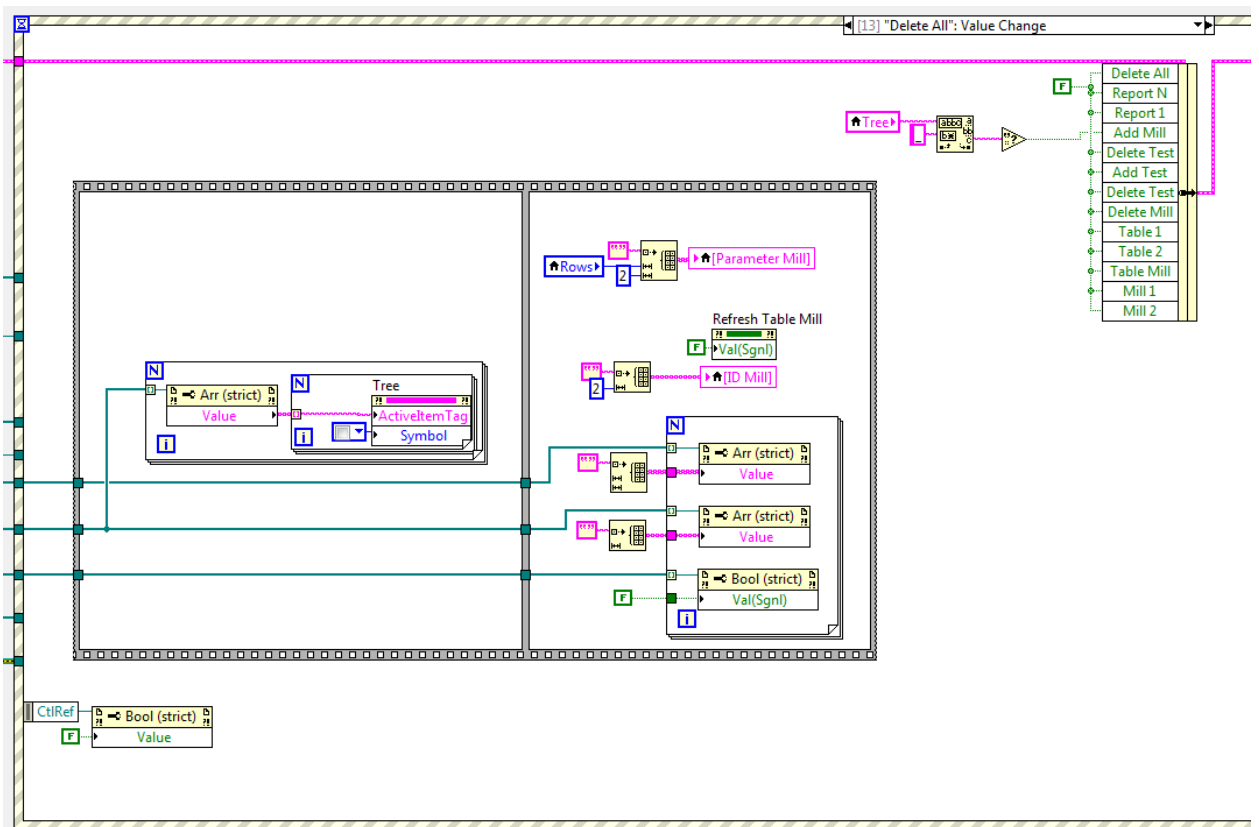 [13] "Delete All": Value Change
Delete All
F
Report N
Report 1
Tree
abbc
a
bb
c
b
_
"?
Add Mill
Delete Test
Add Test
Delete Test
Delete Mill
Table 1
Table 2
Table Mill
Mill 1
Mill 2
""
Rows
2
[Parameter Mill]
Refresh Table Mill
F
Val(Sgnl)
""
2
[ID Mill]
N
Arr (strict)
Value
i
N
Tree
ActiveItemTag
Symbol
i
N
Arr (strict)
""
Value
Arr (strict)
""
Value
Bool (strict)
F
Val(Sgnl)
i
CtlRef
Bool (strict)
F
Value